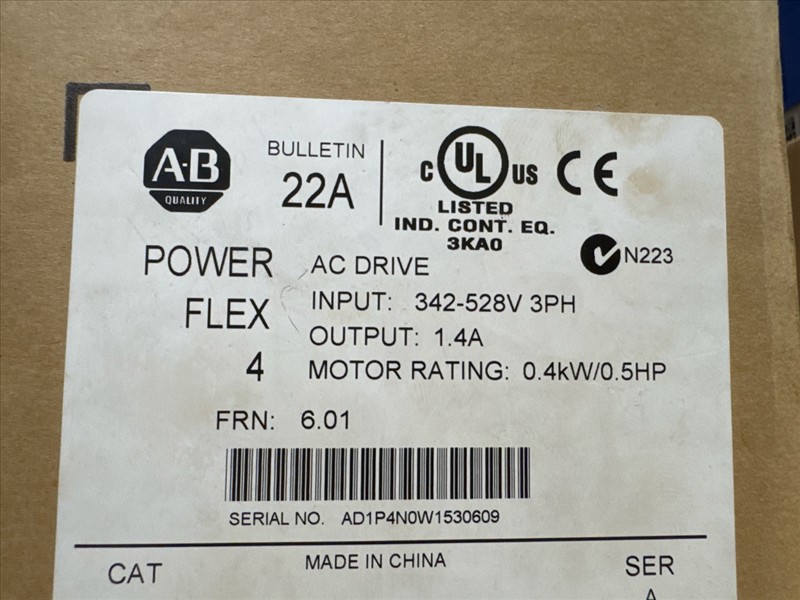 A-B
QUALITY
BULLETIN
22A
C UL US CE
LISTED
IND. CONT. EQ.
3KA0
N223
POWER
FLEX
4
AC DRIVE
INPUT: 342-528V 3PH
OUTPUT: 1.4A
MOTOR RATING: 0.4kW/0.5HP
FRN: 6.01
SERIAL NO. AD1P4N0W1530609
CAT
MADE IN CHINA
SER
A